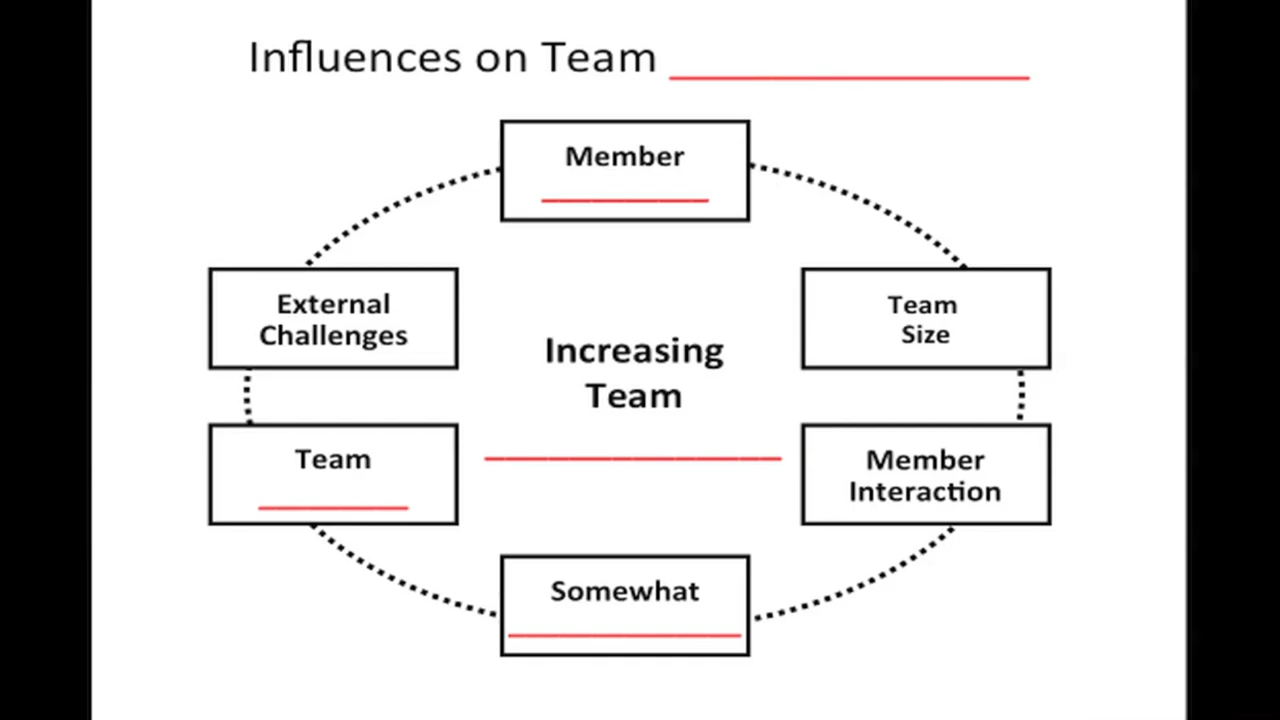 Influences on Team
Member
External
Challenges
Team
Size
Increasing
Team
Team
Member
Interaction
Somewhat